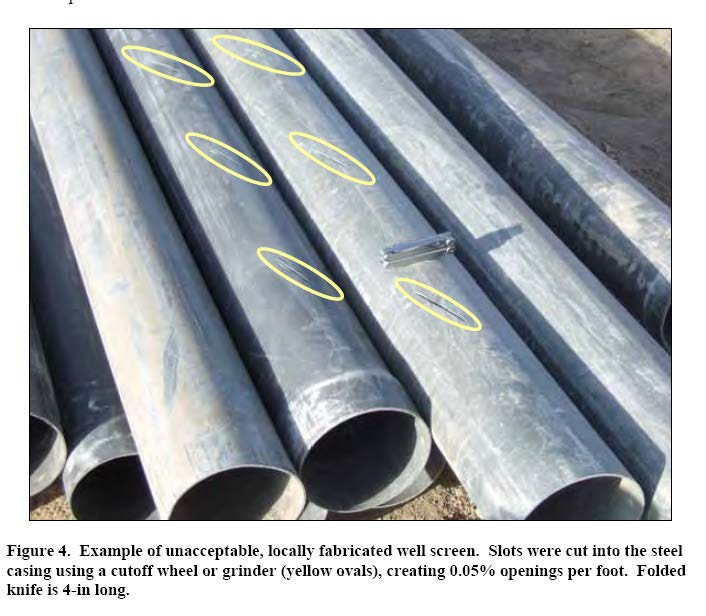 Figure 4.  Example of unacceptable, locally fabricated well screen.  Slots were cut into the steel
casing using a cutoff wheel or grinder (yellow ovals), creating 0.05% openings per foot.  Folded
knife is 4-in long.